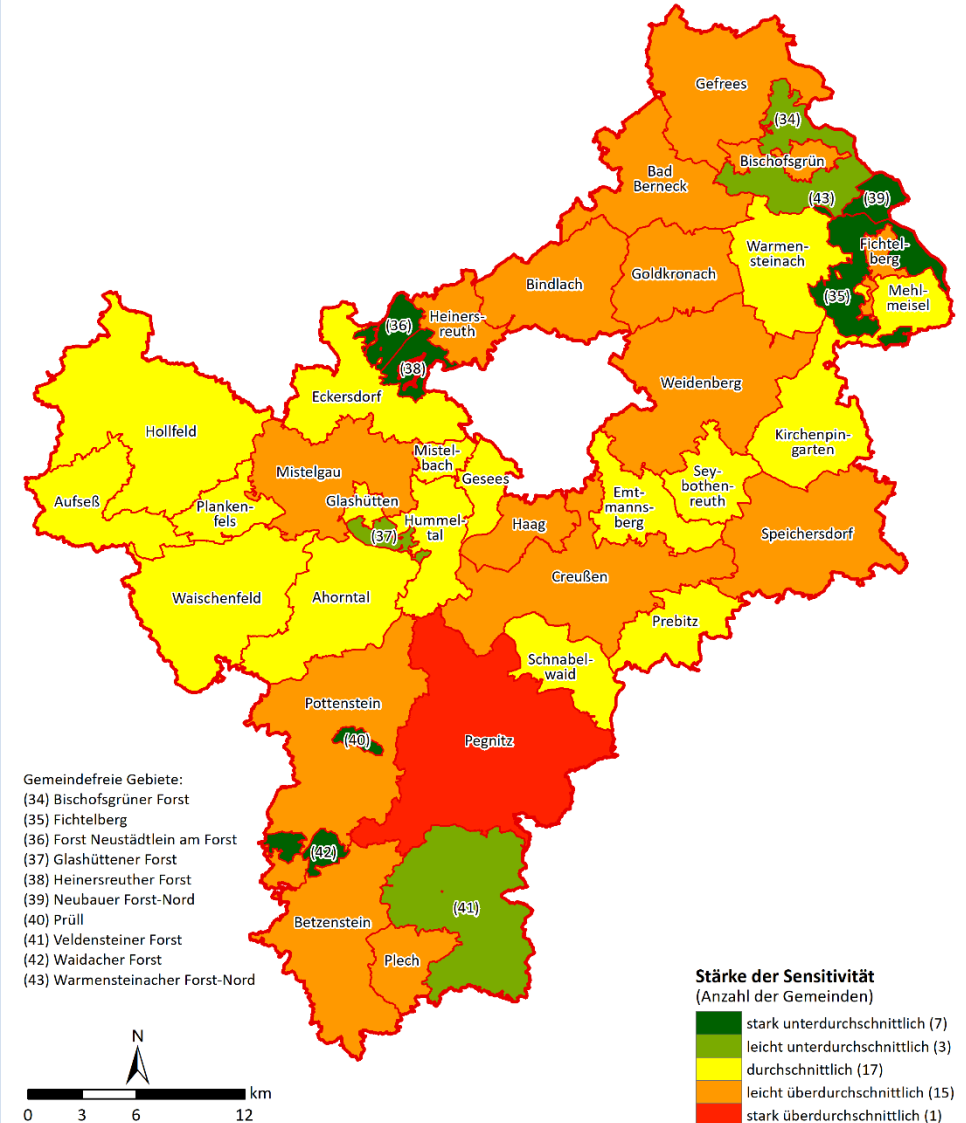 Gefrees
(34)
Bischofsgrün
Bad
Berneck
(43)
(39)
Warmen-
steinach
Fichtel-
berg
Goldkronach
Bindlach
(35)
Mehl-
meisel
Heiners-
reuth
(36)
(38)
Weidenberg
Eckersdorf
Hollfeld
Kirchenpin-
garten
Mistel-
bach
Mistelgau
Gesees
Sey-
bothen-
reuth
Aufseß
Planken-
fels
Glashütten
Emt-
manns-
berg
Hummel-
tal
Haag
(37)
Speichersdorf
Creußen
Waischenfeld
Ahorntal
Prebitz
Schnabel-
waid
Pottenstein
(40)
Pegnitz
(42)
(41)
Betzenstein
Plech
Gemeindefreie Gebiete:
(34) Bischofsgrüner Forst
(35) Fichtelberg
(36) Forst Neustädtlein am Forst
(37) Glashüttener Forst
(38) Heinersreuther Forst
(39) Neubauer Forst-Nord
(40) Prüll
(41) Veldensteiner Forst
(42) Waidacher Forst
(43) Warmensteinacher Forst-Nord
N
km
0 3 6 12
Stärke der Sensitivität
(Anzahl der Gemeinden)
stark unterdurchschnittlich (7)
leicht unterdurchschnittlich (3)
durchschnittlich (17)
leicht überdurchschnittlich (15)
stark überdurchschnittlich (1)